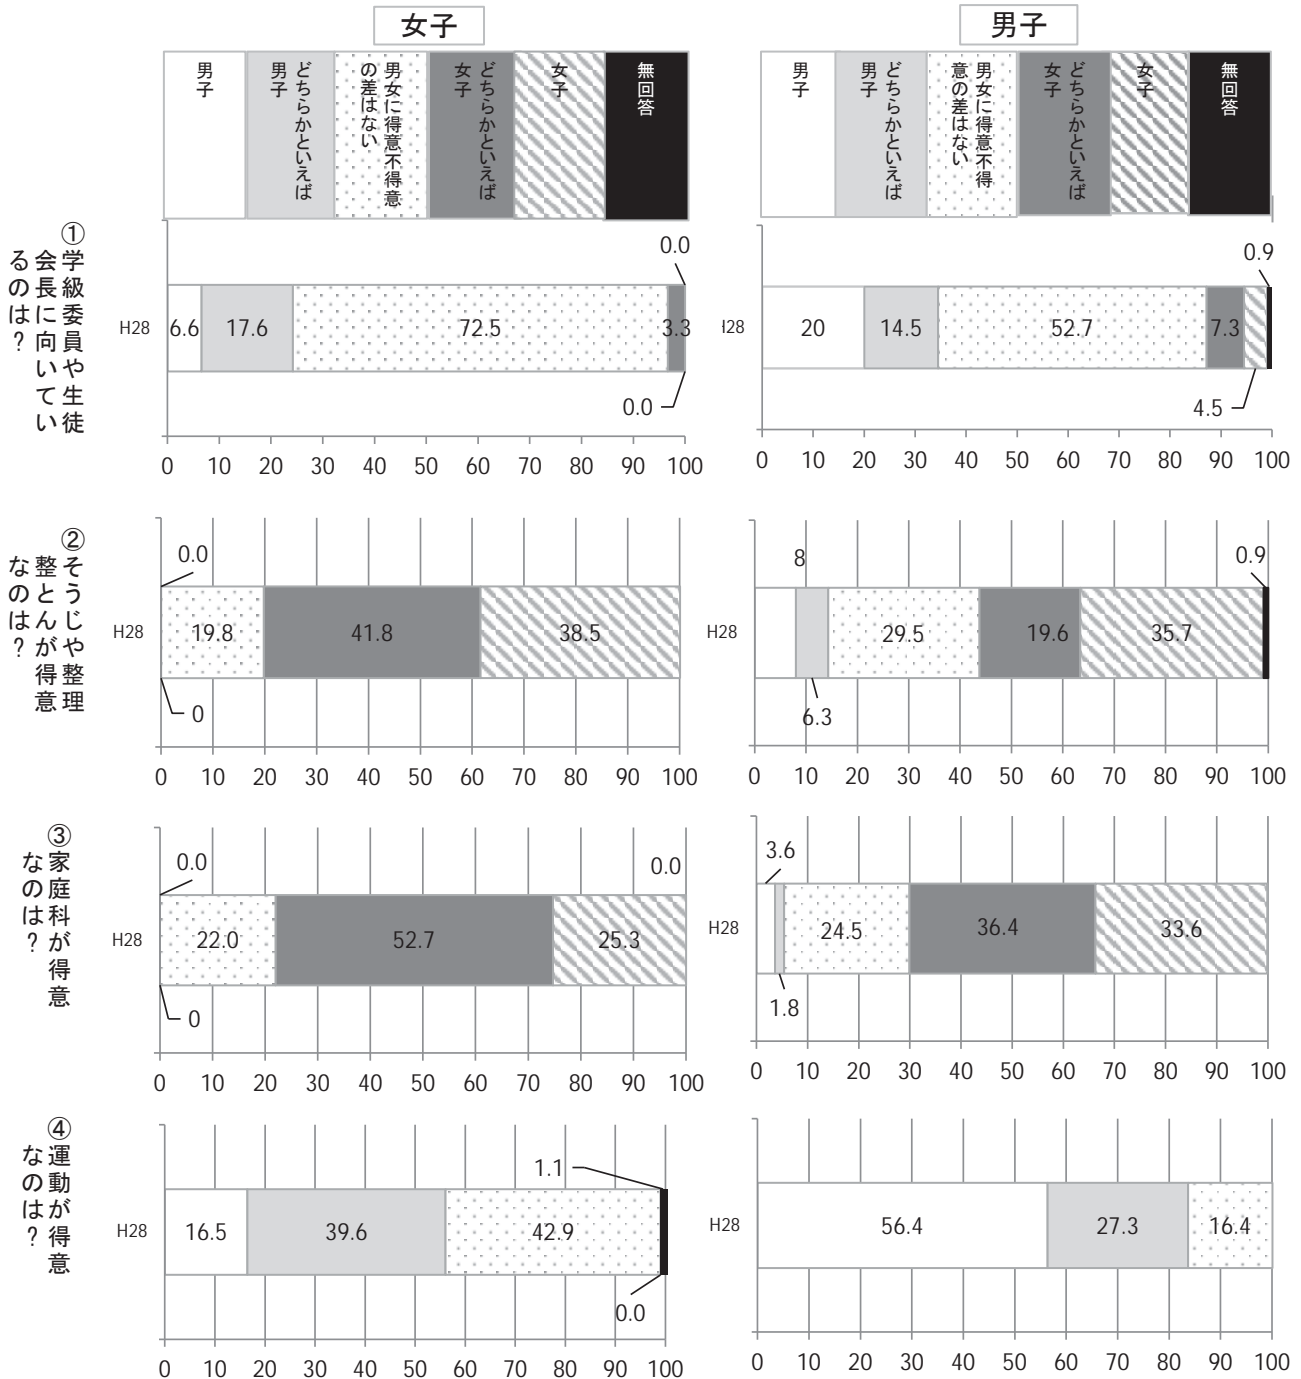 女子
男子
男子
どちらかといえば
男子
男女に得意不得意
の差はない
どちらかといえば
女子
女子
無回答
男子
どちらかといえば
男子
男女に得意不得
意の差はない
どちらかといえば
女子
女子
無回答
①学級委員や生徒
会長に向いてい
るのは？
H28
6.6
17.6
72.5
3.3
0.0
0.0
0 10 20 30 40 50 60 70 80 90 100
H28
20
14.5
52.7
7.3
0.9
4.5
0 10 20 30 40 50 60 70 80 90 100
②そうじや整理
整とんが得意
なのは？
H28
0.0
19.8
41.8
38.5
0
0 10 20 30 40 50 60 70 80 90 100
H28
8
6.3
29.5
19.6
35.7
0.9
0 10 20 30 40 50 60 70 80 90 100
③家庭科が得意
なのは？
H28
0.0
0.0
22.0
52.7
25.3
0
0 10 20 30 40 50 60 70 80 90 100
H28
3.6
1.8
24.5
36.4
33.6
0 10 20 30 40 50 60 70 80 90 100
④運動が得意
なのは？
H28
16.5
39.6
42.9
1.1
0.0
0 10 20 30 40 50 60 70 80 90 100
H28
56.4
27.3
16.4
0 10 20 30 40 50 60 70 80 90 100